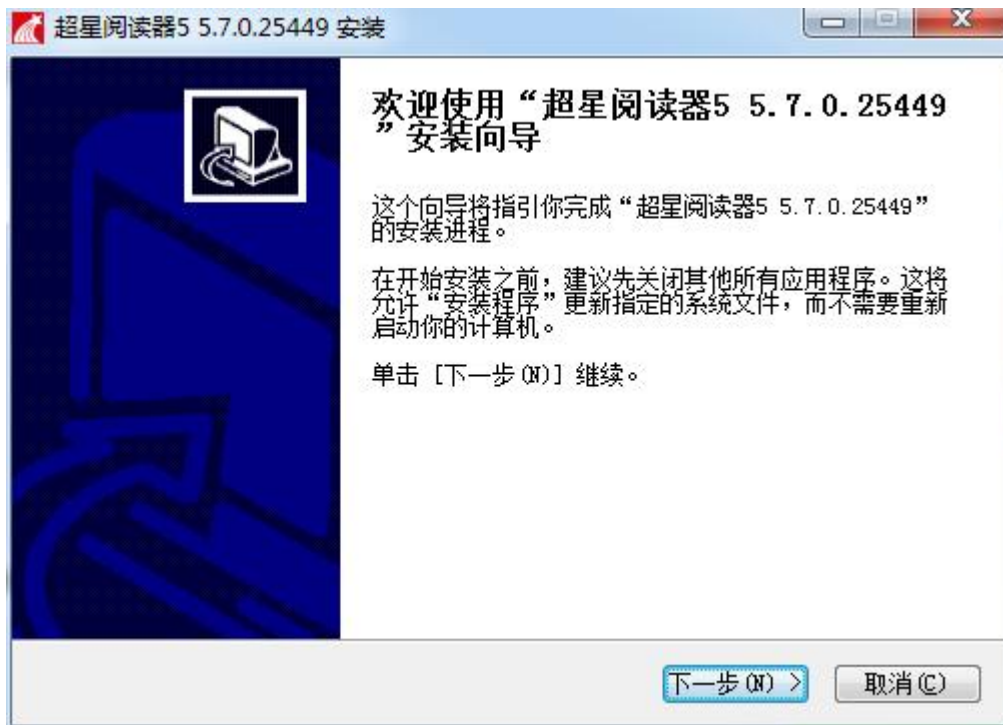 超星阅读器5 5.7.0.25449 安装
欢迎使用“超星阅读器5 5.7.0.25449
”安装向导
这个向导将指引你完成“超星阅读器5 5.7.0.25449”
的安装进程。
在开始安装之前，建议先关闭其他所有应用程序。这将
允许“安装程序”更新指定的系统文件，而不需要重新
启动你的计算机。
单击 [下一步(N)] 继续。
下一步(N) >
取消(C)